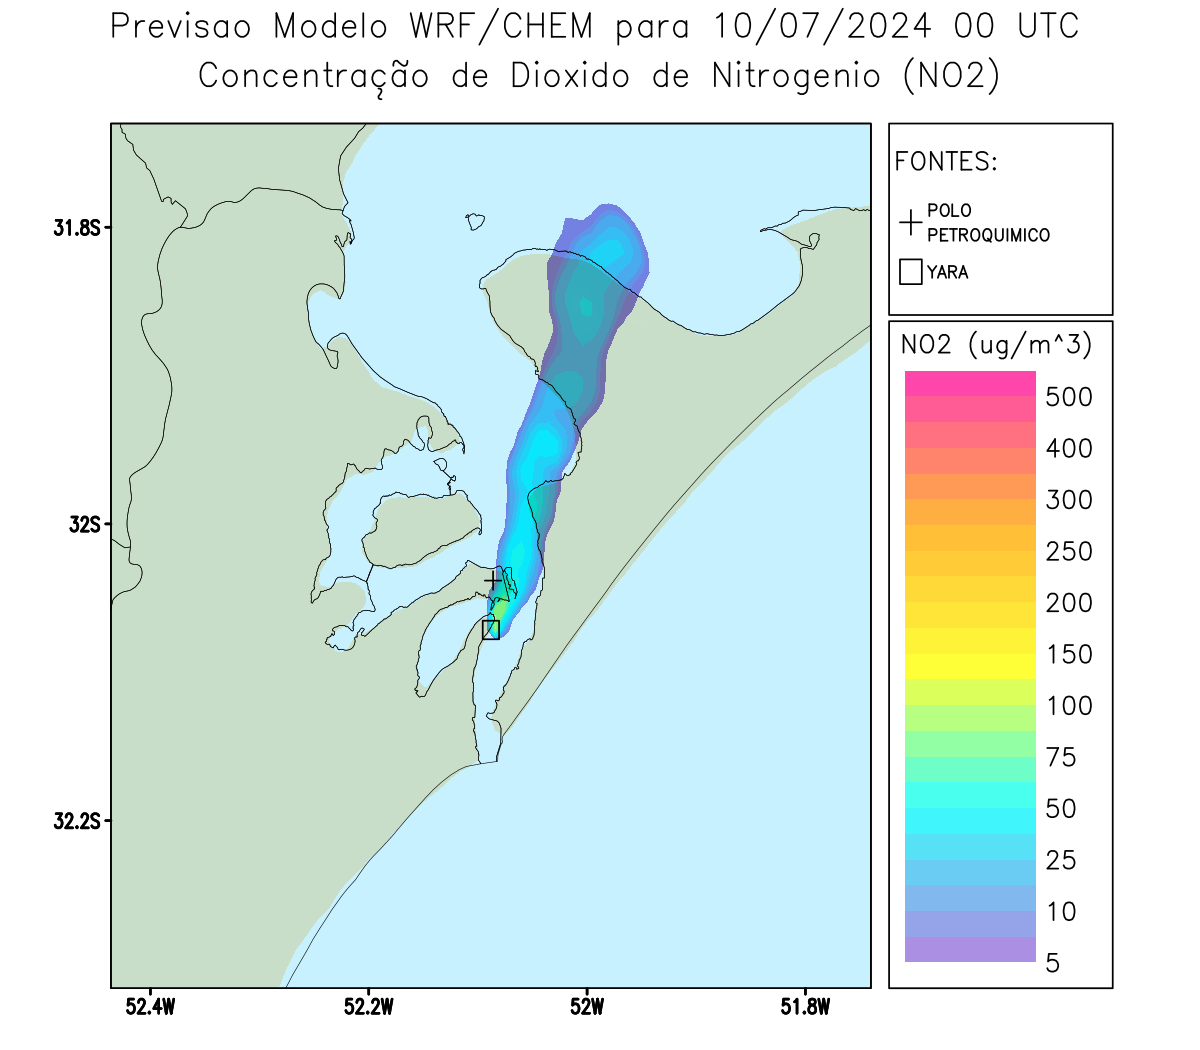 Previsao Modelo WRF/CHEM para 10/07/2024 00 UTC
Concentração de Dioxido de Nitrogenio (NO2)
FONTES:
POLO
PETROQUIMICO
YARA
NO2 (ug/m^3)
500
400
300
250
200
150
100
75
50
25
10
5
31.8S
32S
32.2S
52.4W
52.2W
52W
51.8W